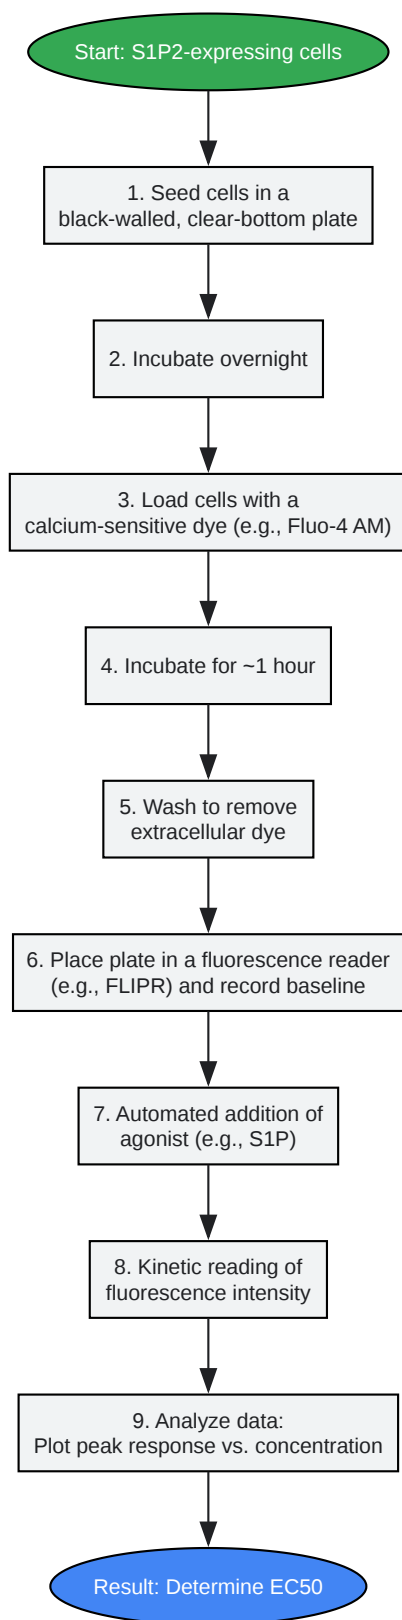 Start: S1P2-expressing cells
1. Seed cells in a
black-walled, clear-bottom plate
2. Incubate overnight
3. Load cells with a
calcium-sensitive dye (e.g., Fluo-4 AM)
4. Incubate for ~1 hour
5. Wash to remove
extracellular dye
6. Place plate in a fluorescence reader
(e.g., FLIPR) and record baseline
7. Automated addition of
agonist (e.g., S1P)
8. Kinetic reading of
fluorescence intensity
9. Analyze data:
Plot peak response vs. concentration
Result: Determine EC50